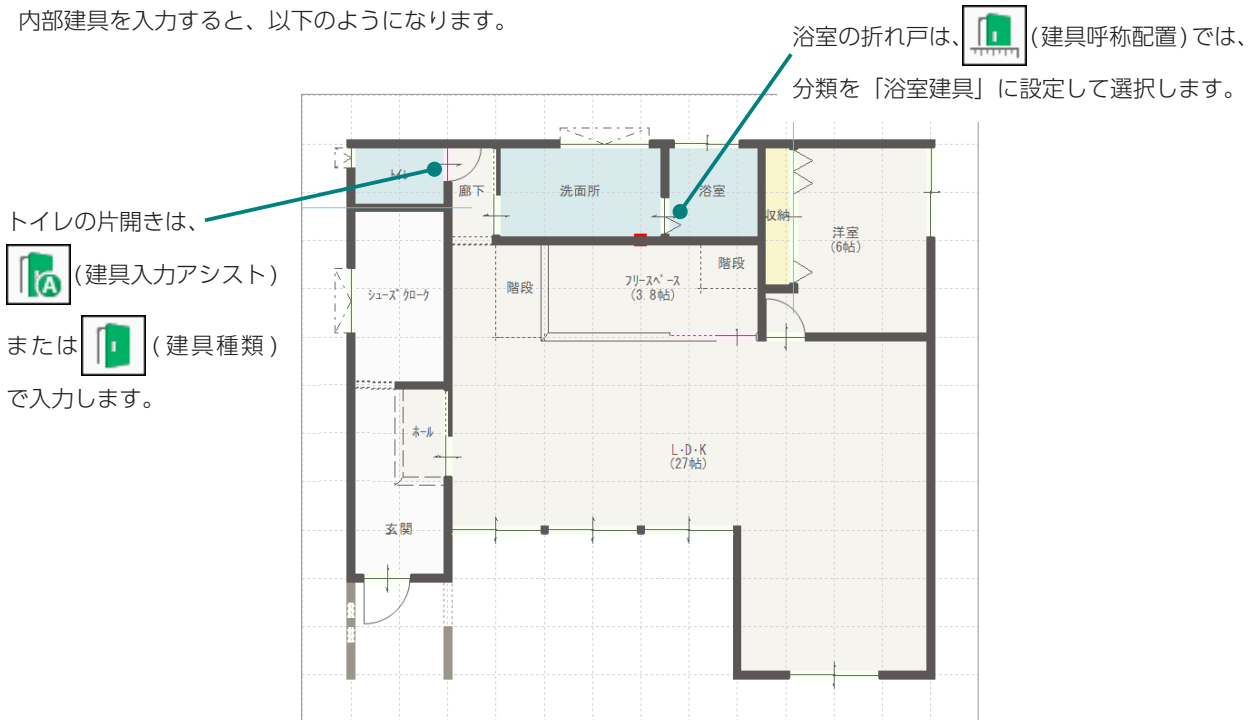 内部建具を入力すると、以下のようになります。
浴室の折れ戸は、(建具呼称配置)では、
分類を「浴室建具」に設定して選択します。
トイレの片開きは、
A(建具入力アシスト)
または(建具種類)
で入力します。
トイレ
廊下
洗面所
浴室
収納
洋室
(6帖)
シューズクローク
階段
フリースペース
(3.8帖)
階段
ホール
L・D・K
(27帖)
玄関